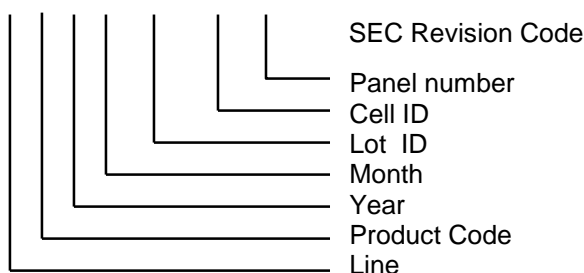 SEC Revision Code
Panel number
Cell ID
Lot ID
Month
Year
Product Code
Line